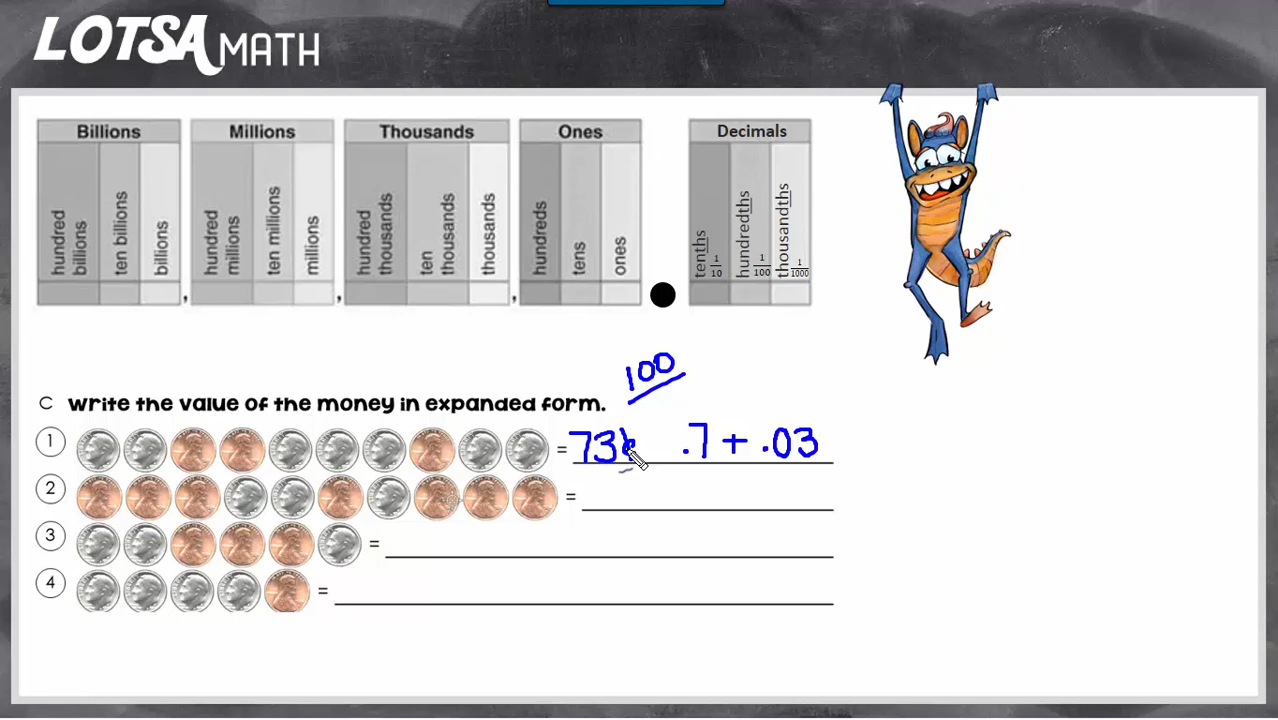 LOTSA MATH
Billions Millions Thousands Ones Decimals
hundred billions
ten billions
billions
,
hundred millions
ten millions
millions
,
hundred thousands
ten thousands
thousands
,
hundreds
tens
ones
.
tenths 1/10
hundredths 1/100
thousandths 1/1000
100
C Write the value of the money in expanded form.
1 = 73¢ .7 + .03
2 =
3 =
4 =